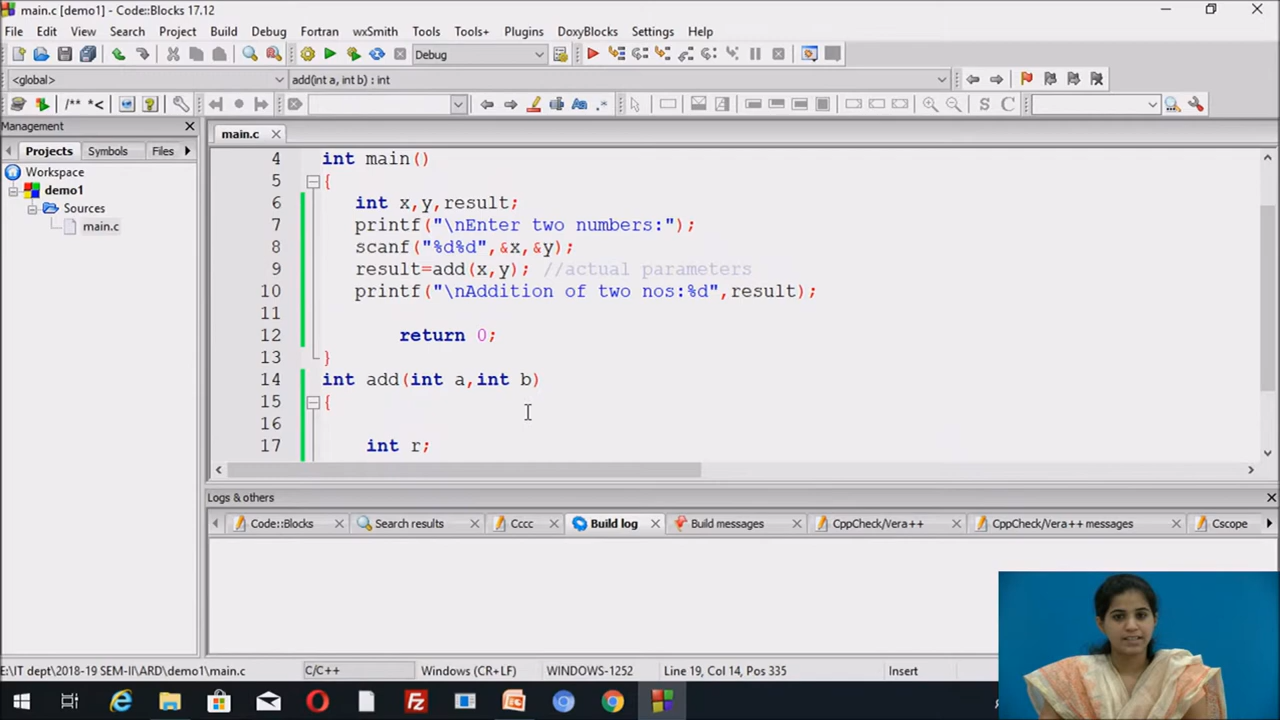 main.c [demo1] - Code::Blocks 17.12
File Edit View Search Project Build Debug Fortran wxSmith Tools Tools+ Plugins DoxyBlocks Settings Help
Debug
<global> add(int a, int b) : int
/** *< S C
Management
main.c
Projects Symbols Files
Workspace
demo1
Sources
main.c
4 int main()
5 {
6 int x,y,result;
7 printf("\nEnter two numbers:");
8 scanf("%d%d",&x,&y);
9 result=add(x,y); //actual parameters
10 printf("\nAddition of two nos:%d",result);
11
12 return 0;
13 }
14 int add(int a,int b)
15 {
16
17 int r;
Logs & others
Code::Blocks Search results Cccc Build log Build messages CppCheck/Vera++ CppCheck/Vera++ messages Cscope
E:\IT dept\2018-19 SEM-II\ARD\demo1\main.c C/C++ Windows (CR+LF) WINDOWS-1252 Line 19, Col 14, Pos 335 Insert